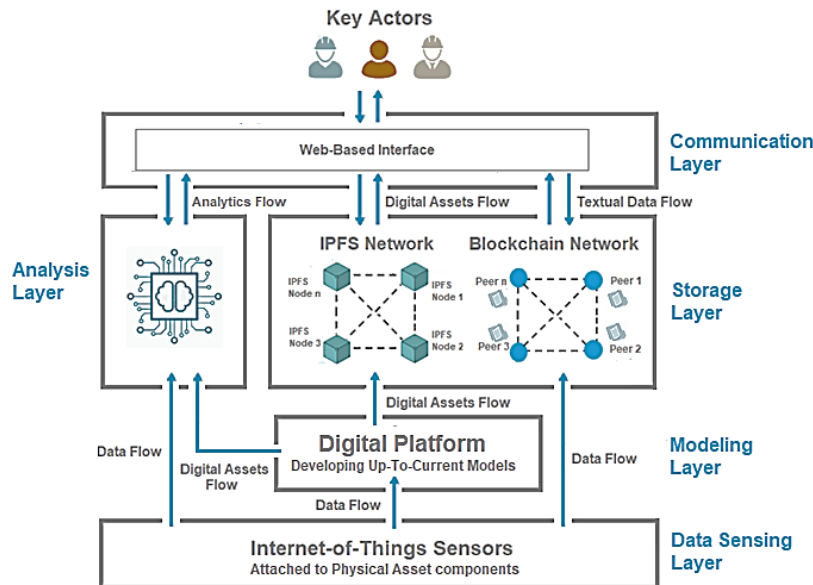 Key Actors
Communication
Layer
Web-Based Interface
Analytics Flow
Digital Assets Flow
Textual Data Flow
Analysis
Layer
IPFS Network
Blockchain Network
Storage
Layer
IPFS
Node n
IPFS
Node 1
IPFS
Node 3
IPFS
Node 2
Peer n
Peer 1
Peer 3
Peer 2
Digital Assets Flow
Data Flow
Digital Assets
Flow
Digital Platform
Developing Up-To-Current Models
Modeling
Layer
Data Flow
Data Flow
Internet-of-Things Sensors
Attached to Physical Asset components
Data Sensing
Layer